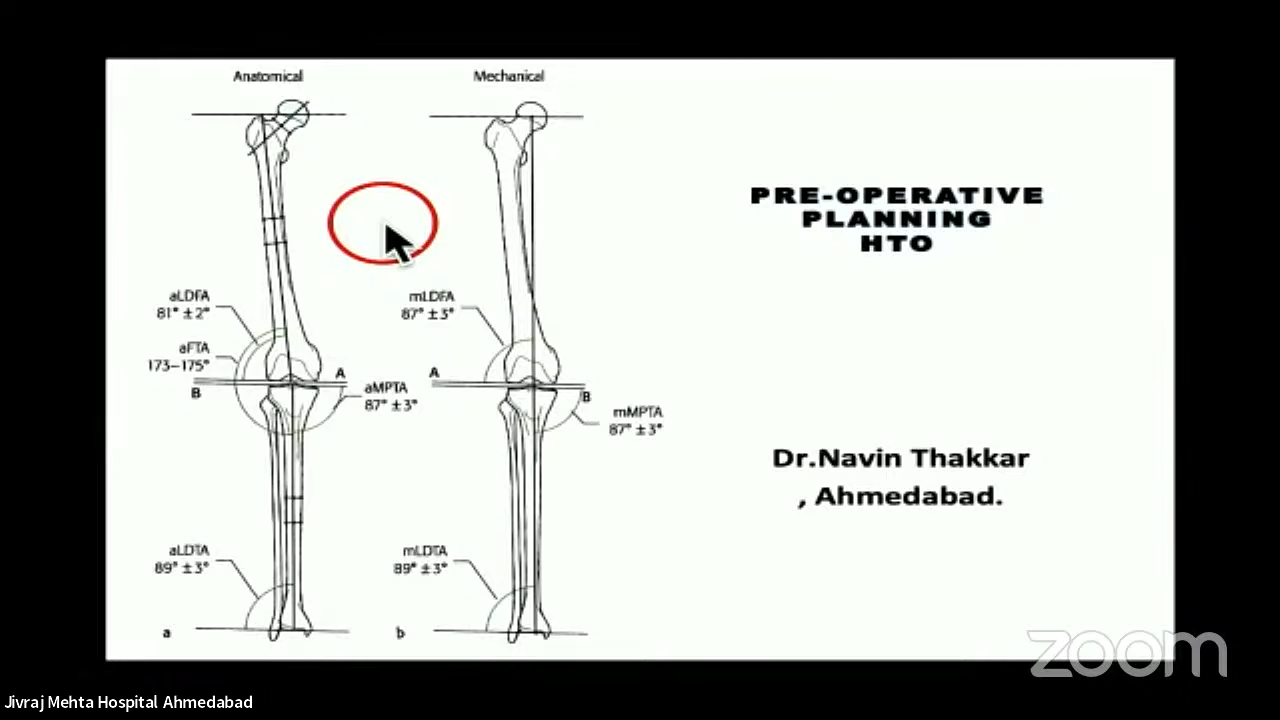 Anatomical
Mechanical
PRE-OPERATIVE
PLANNING
HTO
aLDFA
81° ±2°
mLDFA
87° ±3°
aFTA
173–175°
A
B
aMPTA
87° ±3°
A
B
mMPTA
87° ±3°
Dr.Navin Thakkar
, Ahmedabad.
aLDTA
89° ±3°
mLDTA
89° ±3°
a
b
zoom
Jivraj Mehta Hospital Ahmedabad